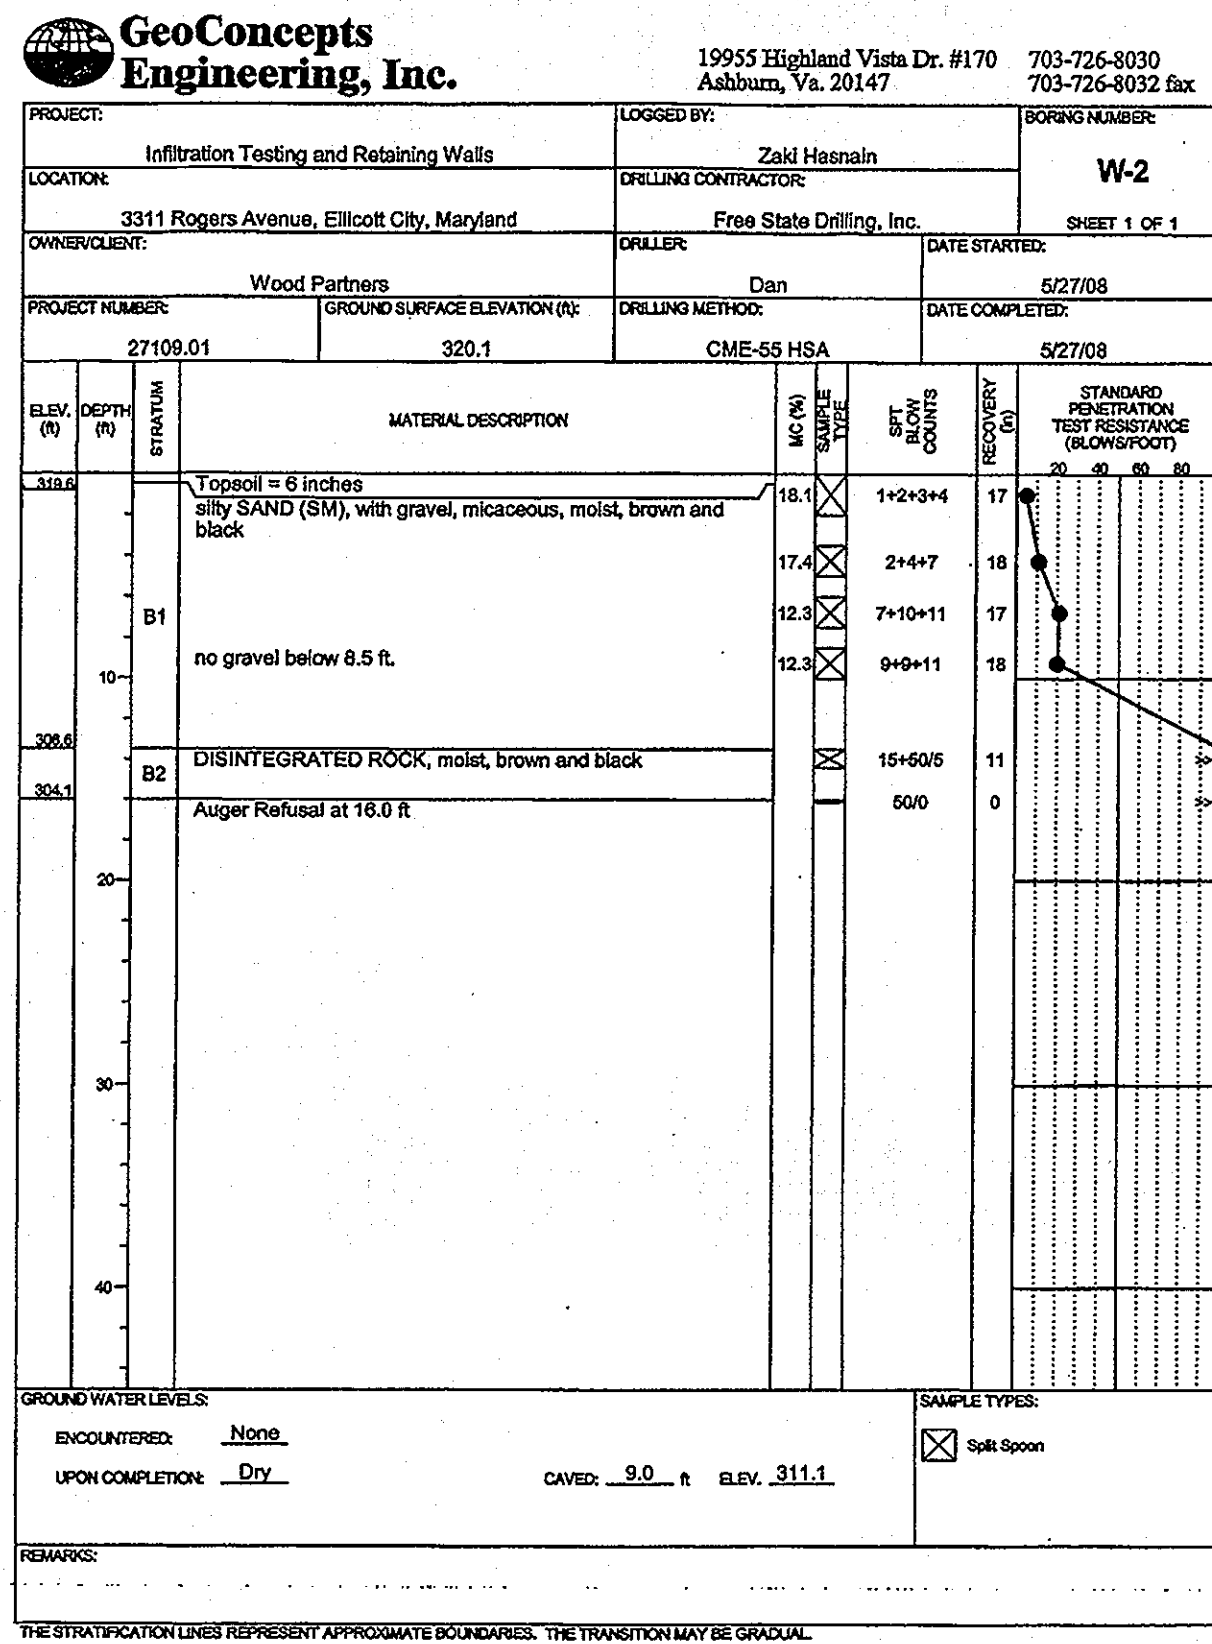 GeoConcepts
Engineering, Inc.
19955 Highland Vista Dr. #170 703-726-8030
Ashburn, Va. 20147 703-726-8032 fax
PROJECT:
Infiltration Testing and Retaining Walls
LOGGED BY:
Zaki Hasnain
BORING NUMBER:
W-2
SHEET 1 OF 1
LOCATION:
3311 Rogers Avenue, Ellicott City, Maryland
DRILLING CONTRACTOR:
Free State Drilling, Inc.
OWNER/CLIENT:
Wood Partners
DRILLER:
Dan
DATE STARTED:
5/27/08
PROJECT NUMBER:
27109.01
GROUND SURFACE ELEVATION (ft):
320.1
DRILLING METHOD:
CME-55 HSA
DATE COMPLETED:
5/27/08
ELEV. (ft)
DEPTH (ft)
STRATUM
MATERIAL DESCRIPTION
MC (%)
SAMPLE TYPE
SPT BLOW COUNTS
RECOVERY (in)
STANDARD
PENETRATION
TEST RESISTANCE
(BLOWS/FOOT)
20 40 60 80
319.6
Topsoil = 6 inches
18.1 1+2+3+4 17
silty SAND (SM), with gravel, micaceous, moist, brown and
black
17.4 2+4+7 18
B1
12.3 7+10+11 17
no gravel below 8.5 ft.
12.3 9+9+11 18
10
306.6
DISINTEGRATED ROCK, moist, brown and black
15+50/5 11 >>
B2
304.1
Auger Refusal at 16.0 ft
50/0 0 >>
20
30
40
GROUND WATER LEVELS:
ENCOUNTERED: None
UPON COMPLETION: Dry
CAVED: 9.0 ft ELEV. 311.1
SAMPLE TYPES:
Split Spoon
REMARKS:
THE STRATIFICATION LINES REPRESENT APPROXIMATE BOUNDARIES. THE TRANSITION MAY BE GRADUAL.